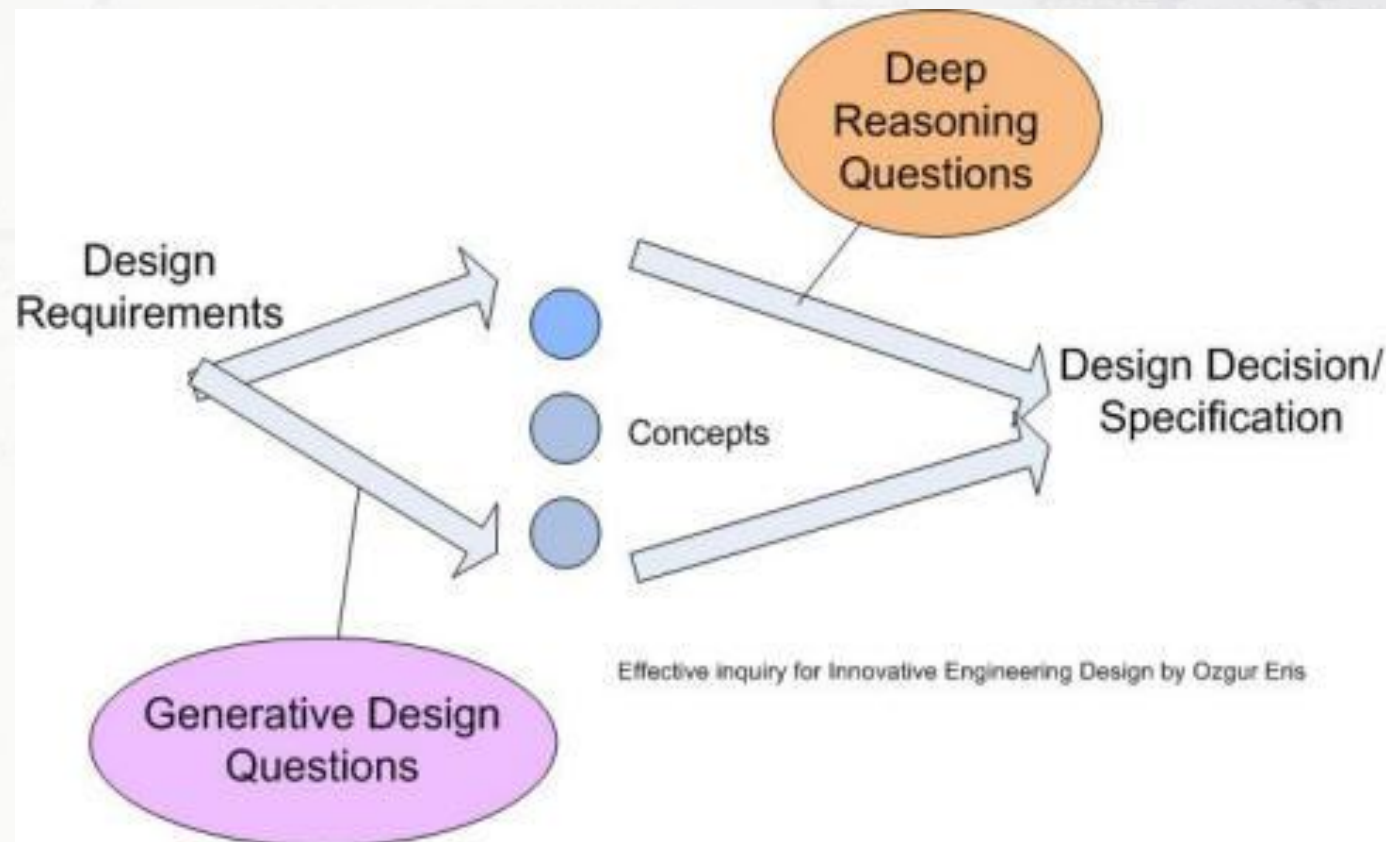 Deep
Reasoning
Questions
Design
Requirements
Design Decision/
Specification
Concepts
Effective inquiry for Innovative Engineering Design by Ozgur Eris
Generative Design
Questions